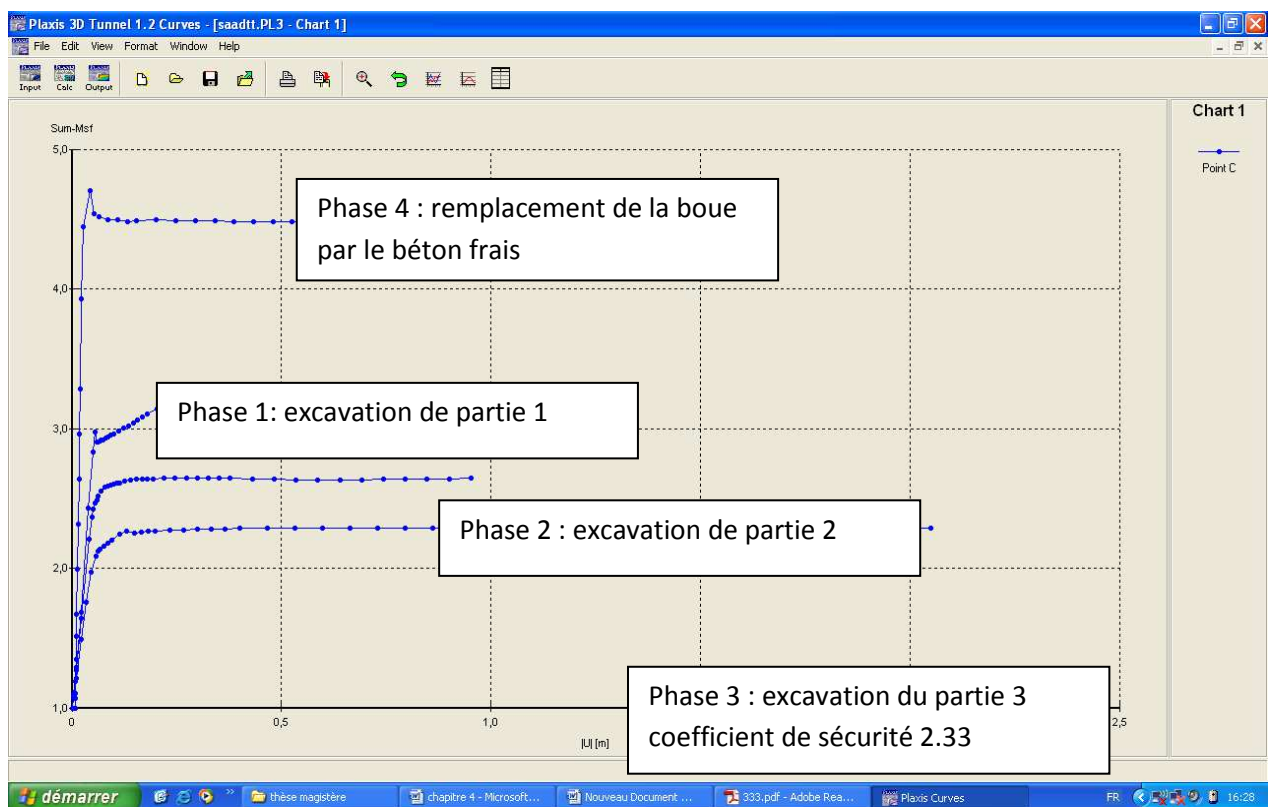 Plaxis 3D Tunnel 1.2 Curves - [saadtt.PL3 - Chart 1]
File Edit View Format Window Help
Input Calc Output
Chart 1
Point C
Sum-Msf
5,0
Phase 4 : remplacement de la boue
par le béton frais
4,0
Phase 1: excavation de partie 1
3,0
Phase 2 : excavation de partie 2
2,0
Phase 3 : excavation du partie 3
coefficient de sécurité 2.33
1,0
0 0,5 1,0 2,5
|U| [m]
démarrer thèse magistère chapitre 4 - Microsoft... Nouveau Document ... 333.pdf - Adobe Rea... Plaxis Curves FR 16:28